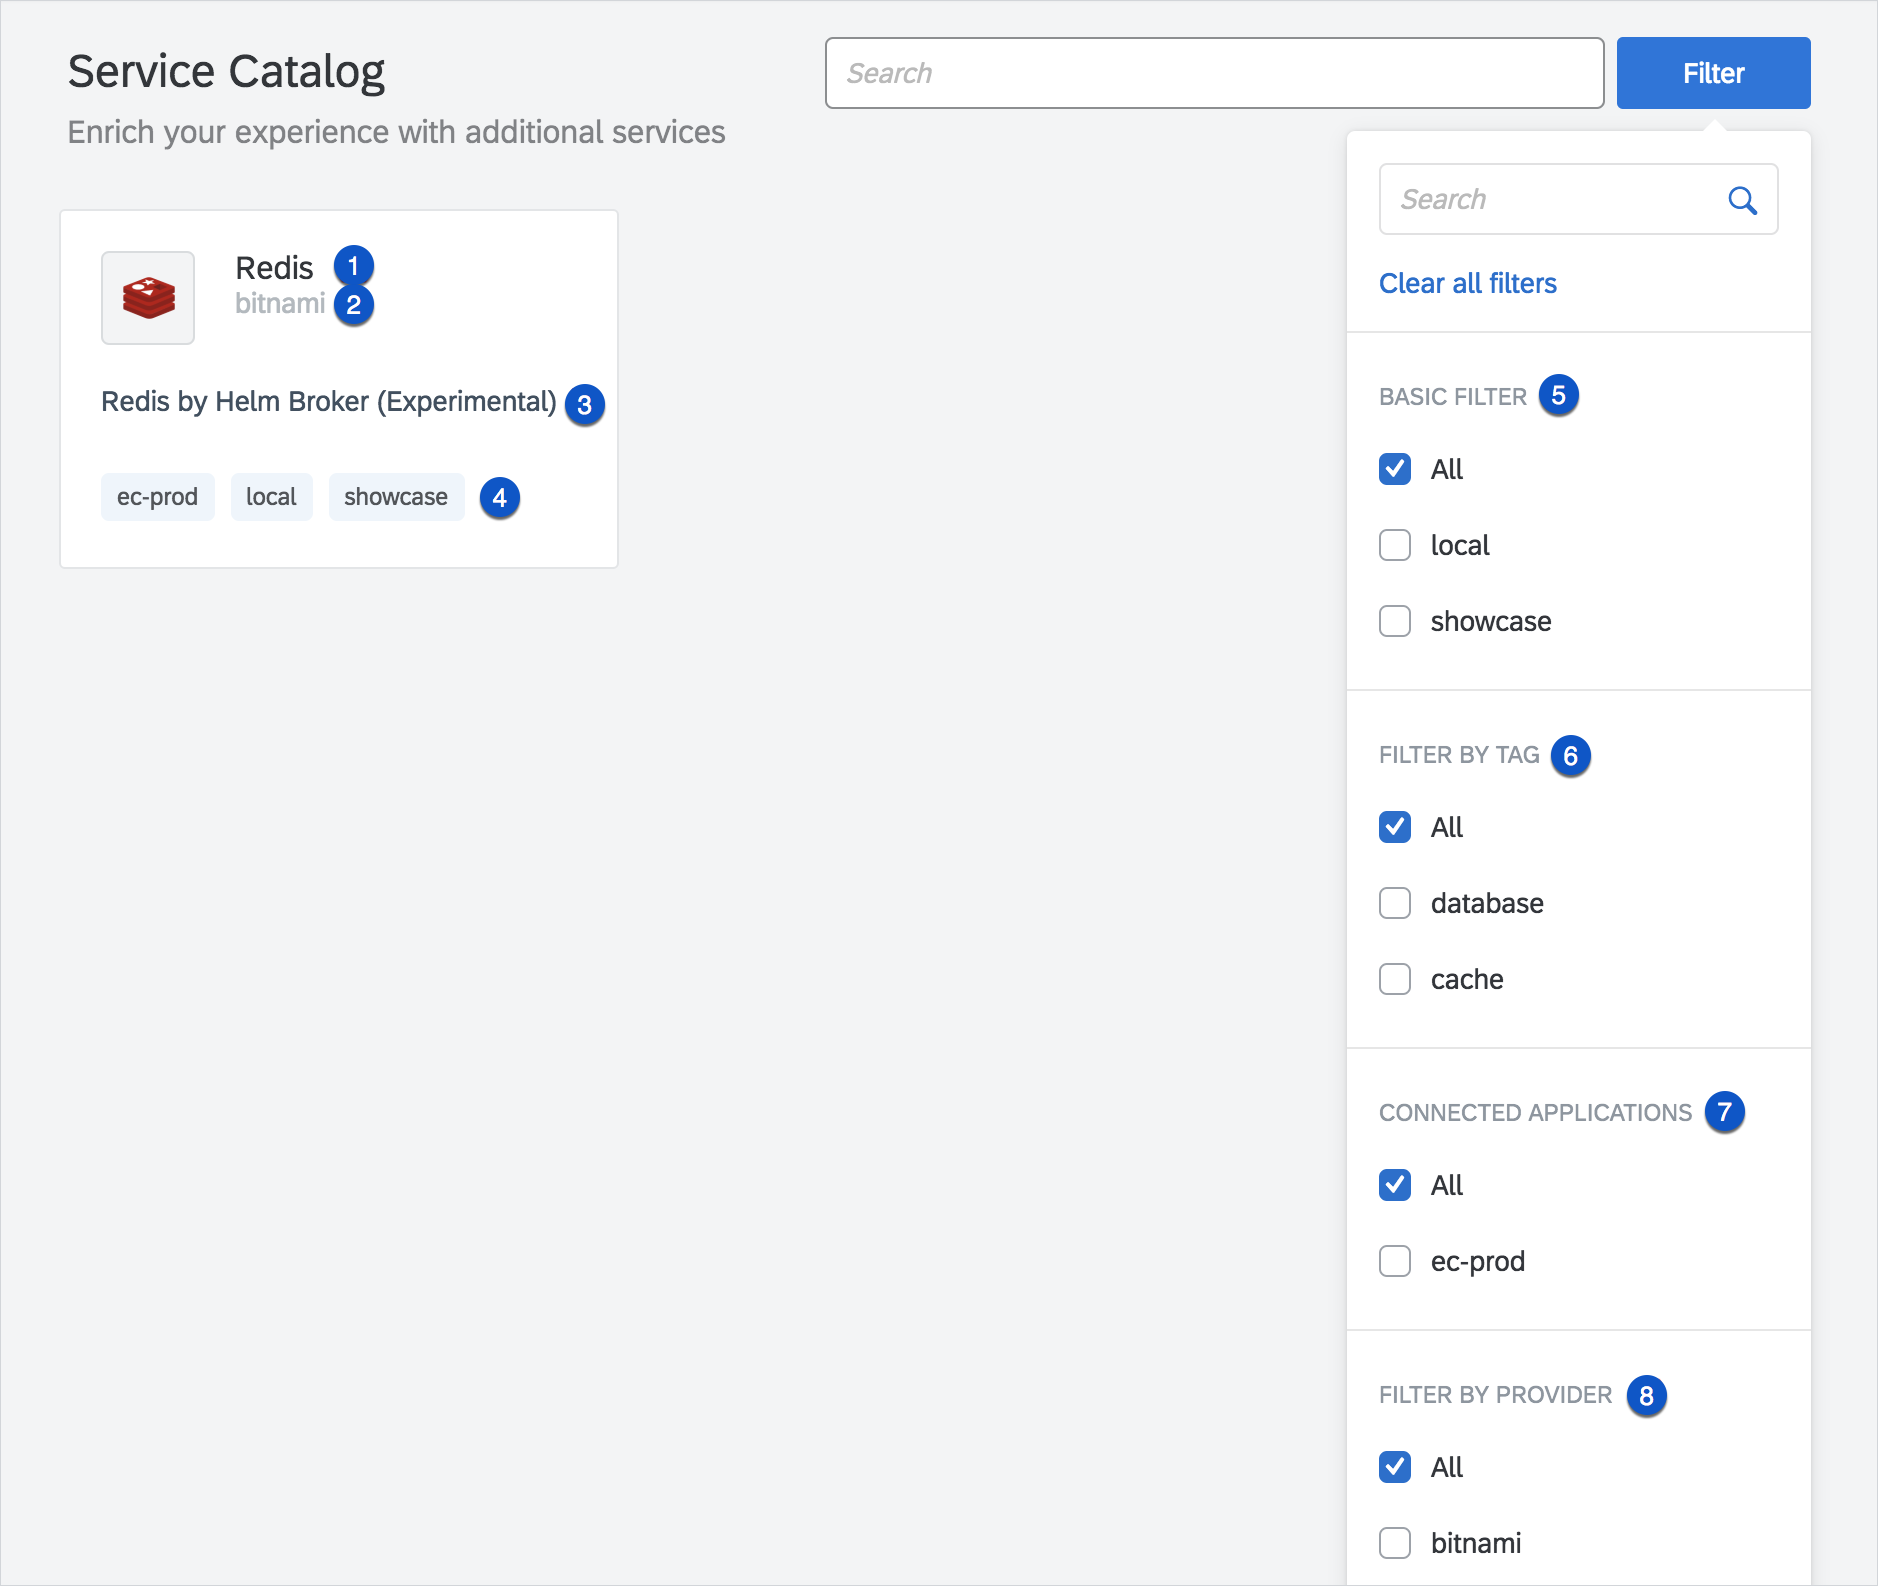 Service Catalog
Enrich your experience with additional services
Search
Filter
Redis 1
bitnami 2
Redis by Helm Broker (Experimental) 3
ec-prod local showcase 4
Search
Clear all filters
BASIC FILTER 5
All
local
showcase
FILTER BY TAG 6
All
database
cache
CONNECTED APPLICATIONS 7
All
ec-prod
FILTER BY PROVIDER 8
All
bitnami